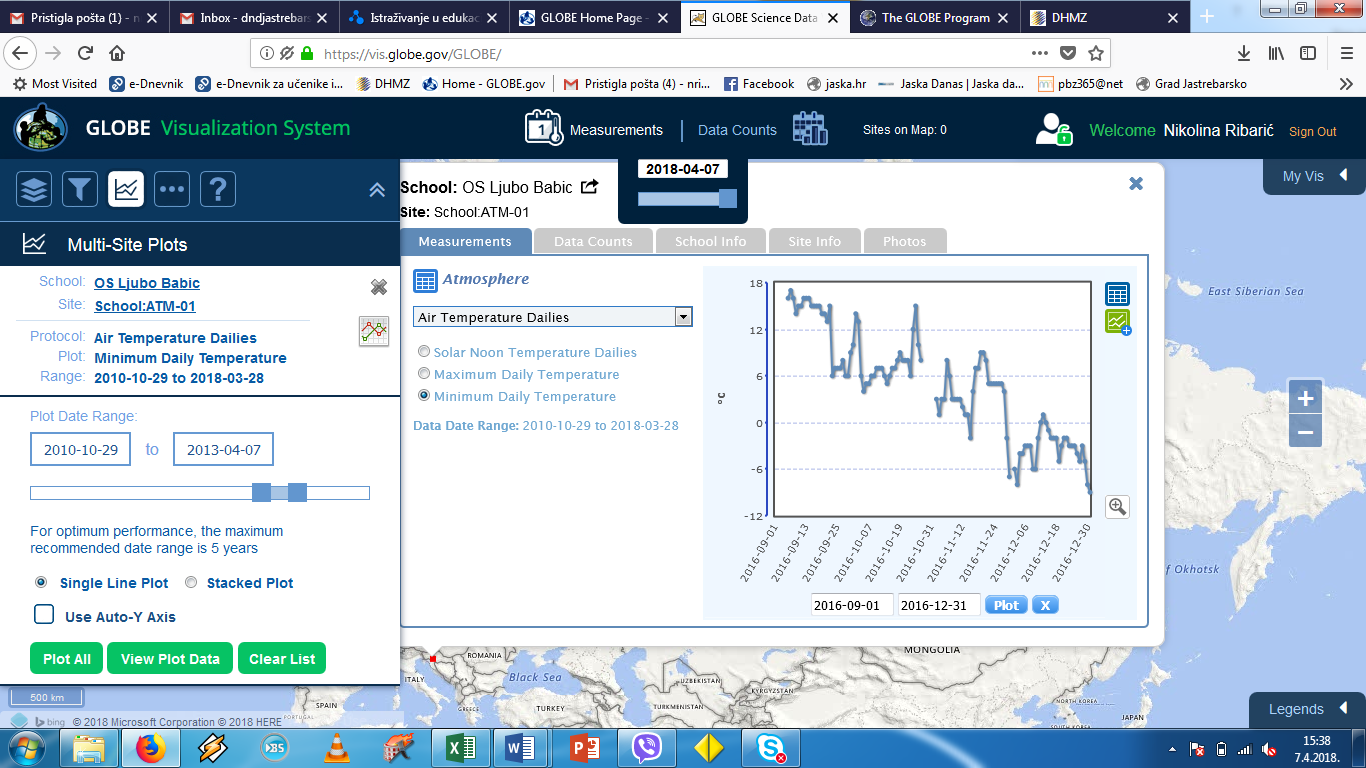 Pristigla pošta (1) - n
Inbox - dndjastrebars
Istraživanje u edukac
GLOBE Home Page -
GLOBE Science Data
The GLOBE Program
DHMZ
https://vis.globe.gov/GLOBE/
Most Visited
e-Dnevnik
e-Dnevnik za učenike i...
DHMZ
Home - GLOBE.gov
Pristigla pošta (4) - nri...
Facebook
jaska.hr
Jaska Danas | Jaska da...
pbz365@net
Grad Jastrebarsko
GLOBE Visualization System
1
Measurements
Data Counts
Sites on Map: 0
Welcome Nikolina Ribarić
Sign Out
2018-04-07
My Vis
Multi-Site Plots
School: OS Ljubo Babic
Site: School:ATM-01
Protocol: Air Temperature Dailies
Plot: Minimum Daily Temperature
Range: 2010-10-29 to 2018-03-28
Plot Date Range:
2010-10-29 to 2013-04-07
For optimum performance, the maximum
recommended date range is 5 years
Single Line Plot
Stacked Plot
Use Auto-Y Axis
Plot All
View Plot Data
Clear List
School: OS Ljubo Babic
Site: School:ATM-01
Measurements
Data Counts
School Info
Site Info
Photos
Atmosphere
Air Temperature Dailies
Solar Noon Temperature Dailies
Maximum Daily Temperature
Minimum Daily Temperature
Data Date Range: 2010-10-29 to 2018-03-28
18
12
6
0
-6
-12
°C
2016-09-01
2016-09-13
2016-09-25
2016-10-07
2016-10-19
2016-10-31
2016-11-12
2016-11-24
2016-12-06
2016-12-18
2016-12-30
2016-09-01
2016-12-31
Plot
X
East Siberian Sea
f Okhotsk
+
−
MONGOLIA
ROMANIA
ITALY
Black Sea
UZBEKISTAN
KYRGYZSTAN
SPAIN
GREECE
TURKEY
TURKMENISTAN
PORTUGAL
NORTH KOREA
JAPAN
500 km
bing
© 2018 Microsoft Corporation © 2018 HERE
Legends
KBS
15:38
7.4.2018.